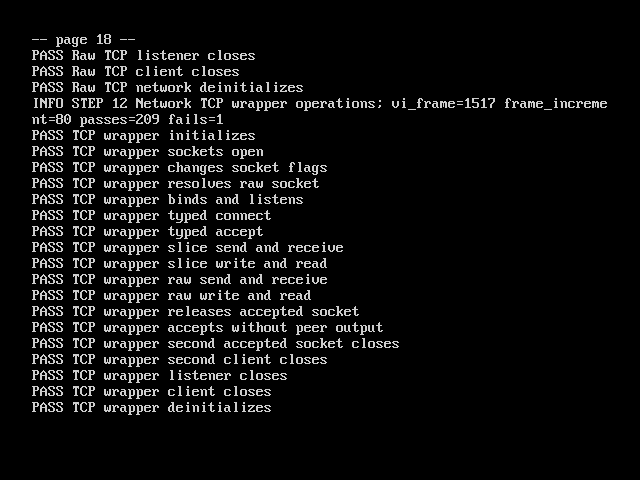 -- page 18 --
PASS Raw TCP listener closes
PASS Raw TCP client closes
PASS Raw TCP network deinitializes
INFO STEP 12 Network TCP wrapper operations; vi_frame=1517 frame_increme
nt=80 passes=209 fails=1
PASS TCP wrapper initializes
PASS TCP wrapper sockets open
PASS TCP wrapper changes socket flags
PASS TCP wrapper resolves raw socket
PASS TCP wrapper binds and listens
PASS TCP wrapper typed connect
PASS TCP wrapper typed accept
PASS TCP wrapper slice send and receive
PASS TCP wrapper slice write and read
PASS TCP wrapper raw send and receive
PASS TCP wrapper raw write and read
PASS TCP wrapper releases accepted socket
PASS TCP wrapper accepts without peer output
PASS TCP wrapper second accepted socket closes
PASS TCP wrapper second client closes
PASS TCP wrapper listener closes
PASS TCP wrapper client closes
PASS TCP wrapper deinitializes